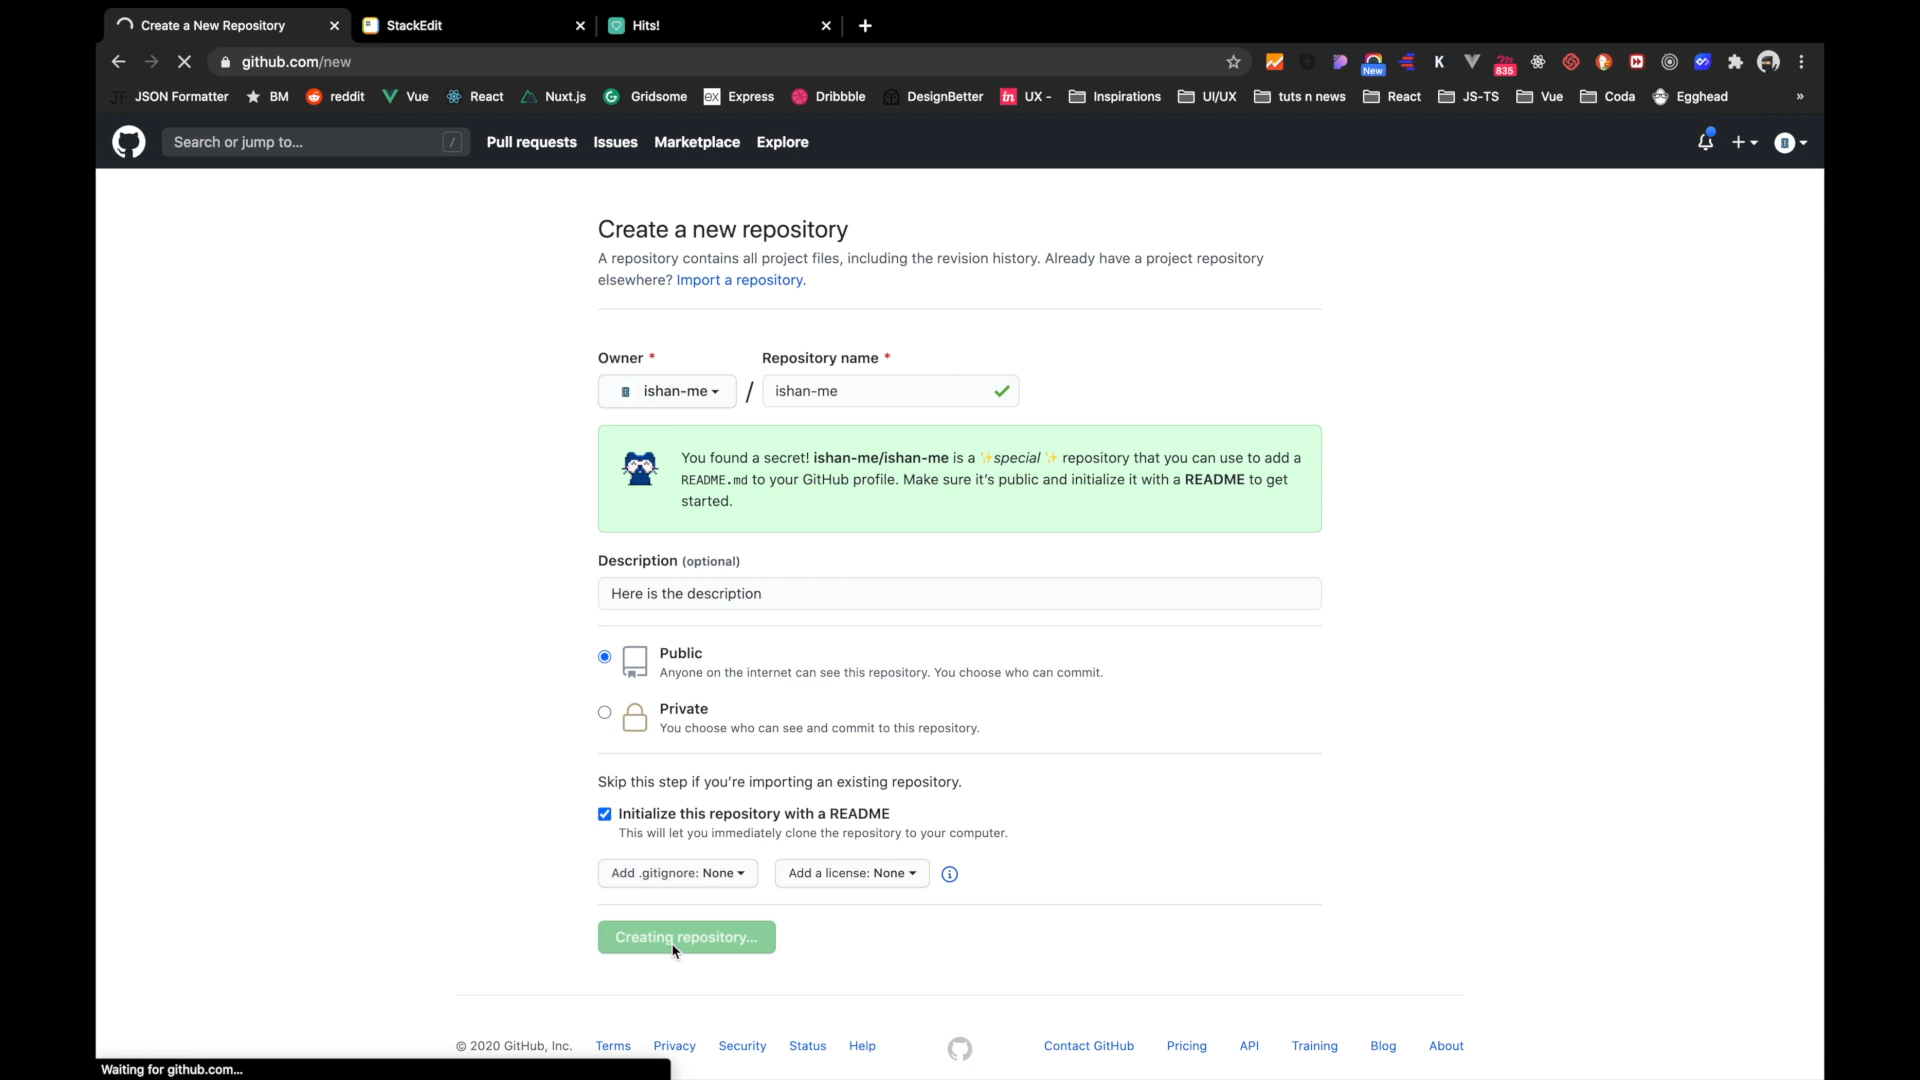 Create a New Repository
StackEdit
Hits!
github.com/new
New
K
835
JF JSON Formatter
BM
reddit
Vue
React
Nuxt.js
Gridsome
ex Express
Dribbble
DesignBetter
in UX -
Inspirations
UI/UX
tuts n news
React
JS-TS
Vue
Coda
Egghead
»
Search or jump to...
/
Pull requests
Issues
Marketplace
Explore
Create a new repository
A repository contains all project files, including the revision history. Already have a project repository
elsewhere? Import a repository.
Owner *
Repository name *
ishan-me
/
ishan-me
You found a secret! ishan-me/ishan-me is a ✨special✨ repository that you can use to add a
README.md to your GitHub profile. Make sure it's public and initialize it with a README to get
started.
Description (optional)
Here is the description
Public
Anyone on the internet can see this repository. You choose who can commit.
Private
You choose who can see and commit to this repository.
Skip this step if you're importing an existing repository.
Initialize this repository with a README
This will let you immediately clone the repository to your computer.
Add .gitignore: None
Add a license: None
Creating repository...
© 2020 GitHub, Inc.
Terms
Privacy
Security
Status
Help
Contact GitHub
Pricing
API
Training
Blog
About
Waiting for github.com...